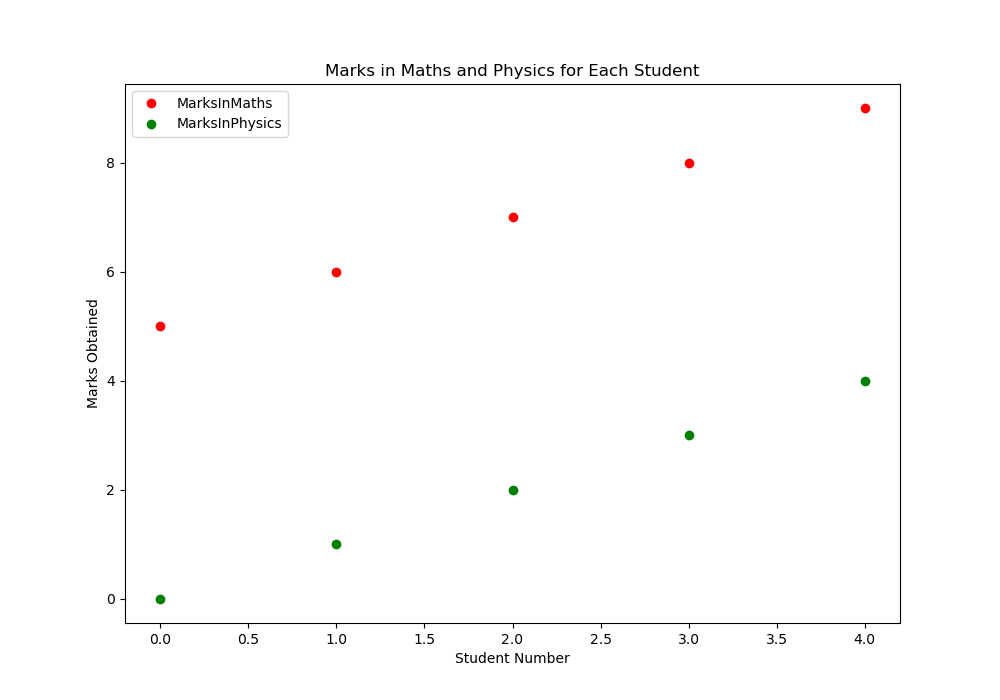 Marks in Maths and Physics for Each Student
MarksInMaths
MarksInPhysics
Marks Obtained
8
6
4
2
0
0.0 0.5 1.0 1.5 2.0 2.5 3.0 3.5 4.0
Student Number